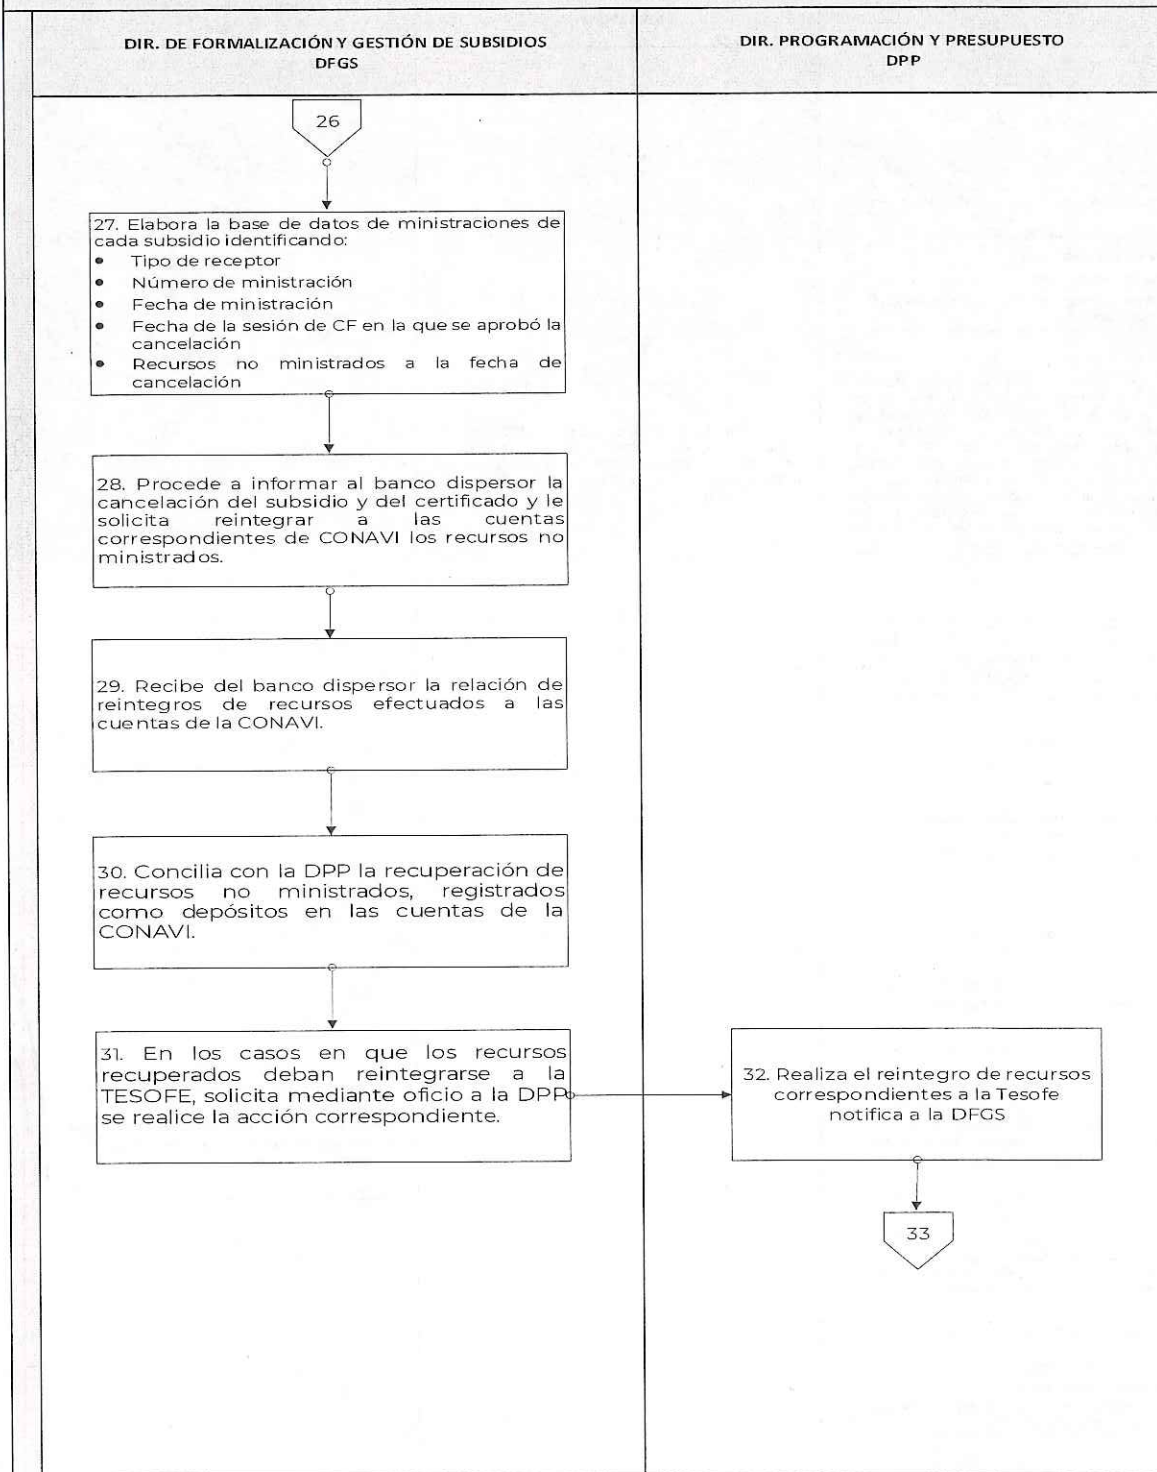 DIR. DE FORMALIZACIÓN Y GESTIÓN DE SUBSIDIOS
DFGS
DIR. PROGRAMACIÓN Y PRESUPUESTO
DPP
26
27. Elabora la base de datos de ministraciones de
cada subsidio identificando:
• Tipo de receptor
• Número de ministración
• Fecha de ministración
• Fecha de la sesión de CF en la que se aprobó la
cancelación
• Recursos no ministrados a la fecha de
cancelación
28. Procede a informar al banco dispersor la
cancelación del subsidio y del certificado y le
solicita reintegrar a las cuentas
correspondientes de CONAVI los recursos no
ministrados.
29. Recibe del banco dispersor la relación de
reintegros de recursos efectuados a las
cuentas de la CONAVI.
30. Concilia con la DPP la recuperación de
recursos no ministrados, registrados
como depósitos en las cuentas de la
CONAVI.
31. En los casos en que los recursos
recuperados deban reintegrarse a la
TESOFE, solicita mediante oficio a la DPP
se realice la acción correspondiente.
32. Realiza el reintegro de recursos
correspondientes a la Tesofe
notifica a la DFGS
33